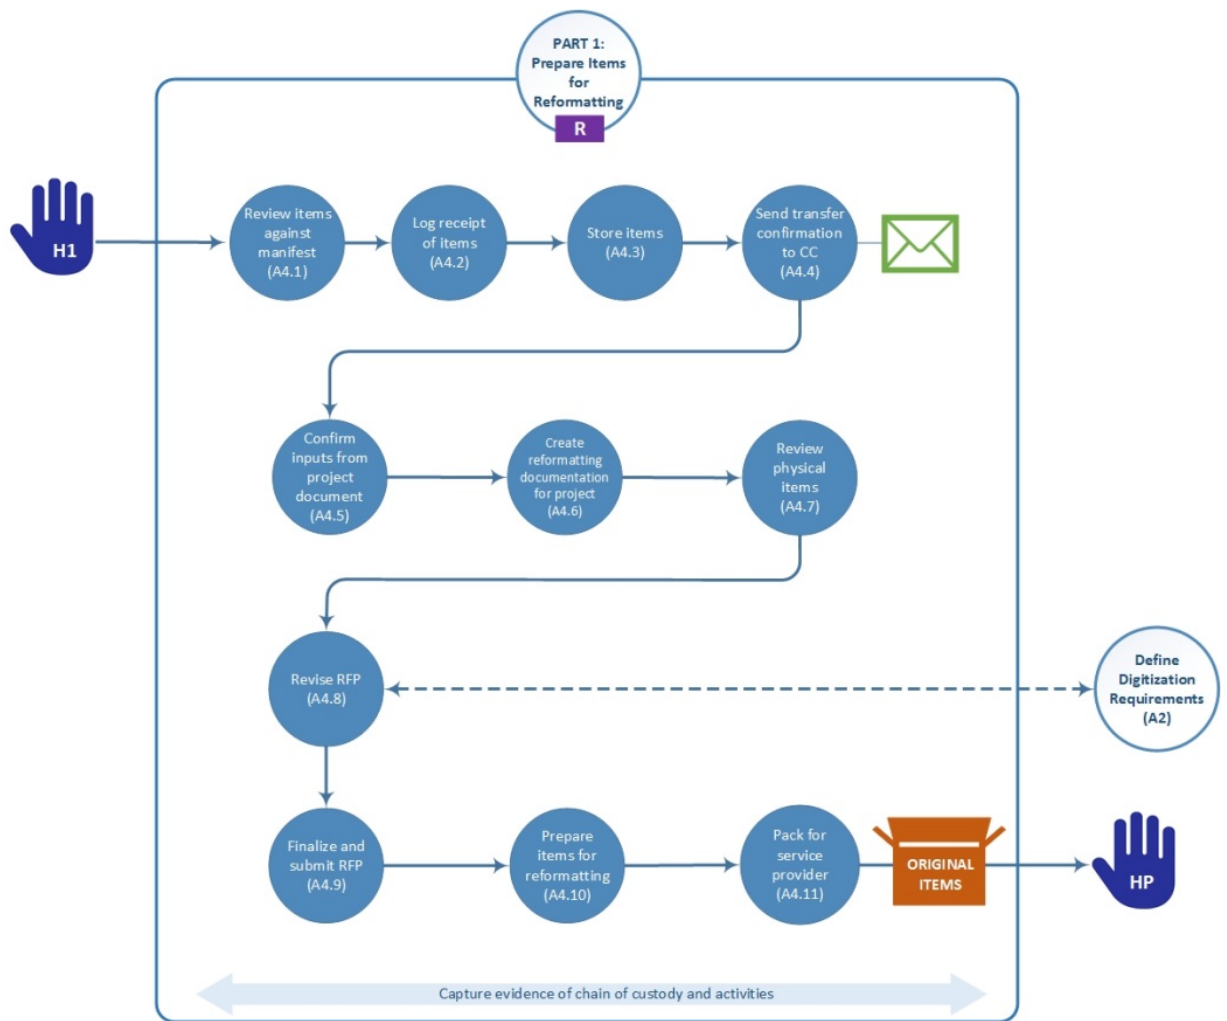 PART 1:
Prepare Items
for
Reformatting
R
H1
Review items
against
manifest
(A4.1)
Log receipt
of items
(A4.2)
Store items
(A4.3)
Send transfer
confirmation
to CC
(A4.4)
Confirm
inputs from
project
document
(A4.5)
Create
reformatting
documentation
for project
(A4.6)
Review
physical
items
(A4.7)
Revise RFP
(A4.8)
Define
Digitization
Requirements
(A2)
Finalize and
submit RFP
(A4.9)
Prepare
items for
reformatting
(A4.10)
Pack for
service
provider
(A4.11)
ORIGINAL
ITEMS
HP
Capture evidence of chain of custody and activities